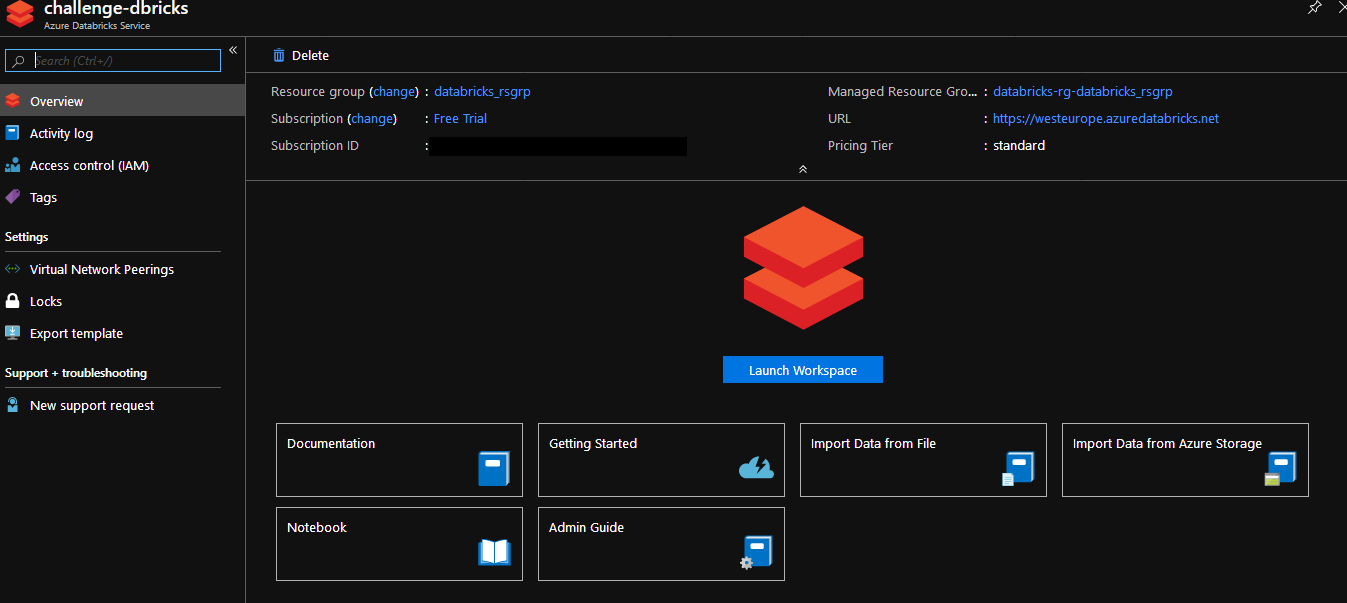 challenge-dbricks
Azure Databricks Service
Search (Ctrl+/)
«
Overview
Activity log
Access control (IAM)
Tags
Settings
Virtual Network Peerings
Locks
Export template
Support + troubleshooting
New support request
Delete
Resource group (change) : databricks_rsgrp
Subscription (change) : Free Trial
Subscription ID :
Managed Resource Gro... : databricks-rg-databricks_rsgrp
URL : https://westeurope.azuredatabricks.net
Pricing Tier : standard
Launch Workspace
Documentation
Getting Started
Import Data from File
Import Data from Azure Storage
Notebook
Admin Guide